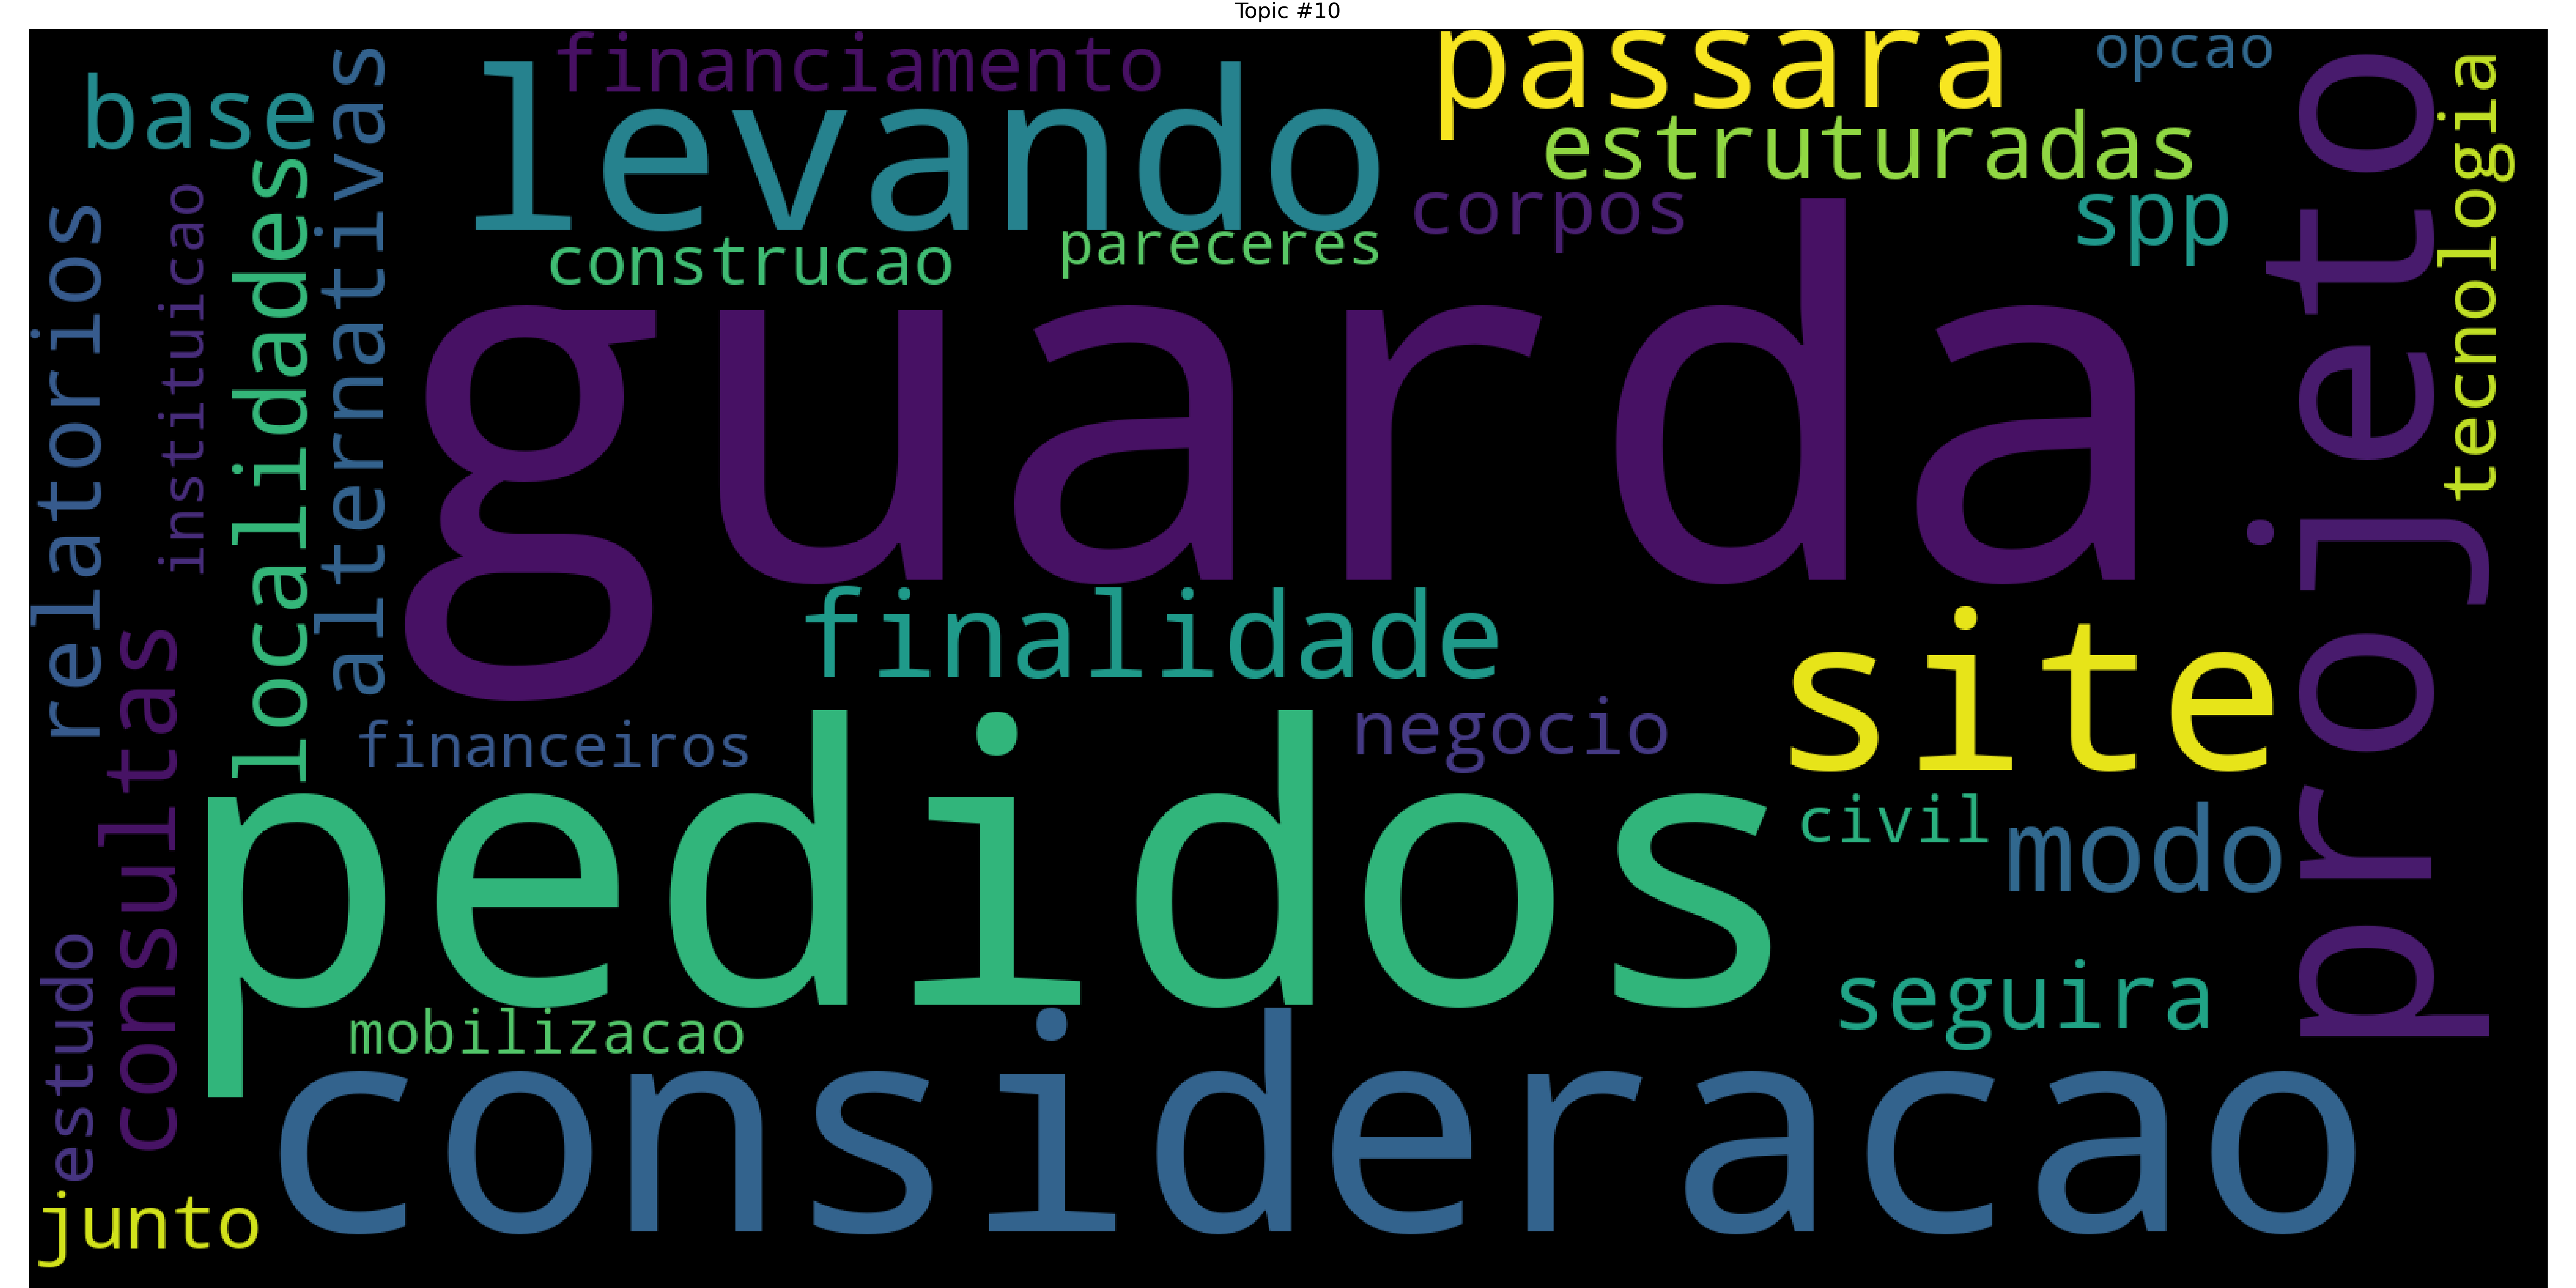 Topic #10
financiamento
passara
opcao
base
levando
estruturadas
corpos
spp
construcao
pareceres
relatorios
instituicao
localidades
alternativas
guarda
projeto
tecnologia
finalidade
site
financeiros
negocio
pedidos
civil
modo
consultas
estudo
seguira
mobilizacao
consideracao
junto